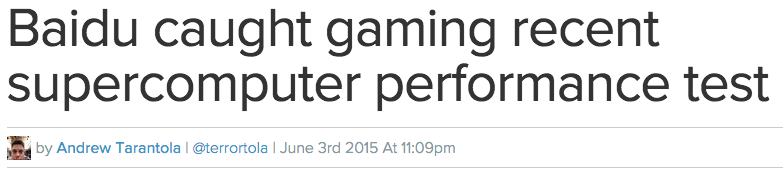 Baidu caught gaming recent
supercomputer performance test
by Andrew Tarantola | @terrortola | June 3rd 2015 At 11:09pm